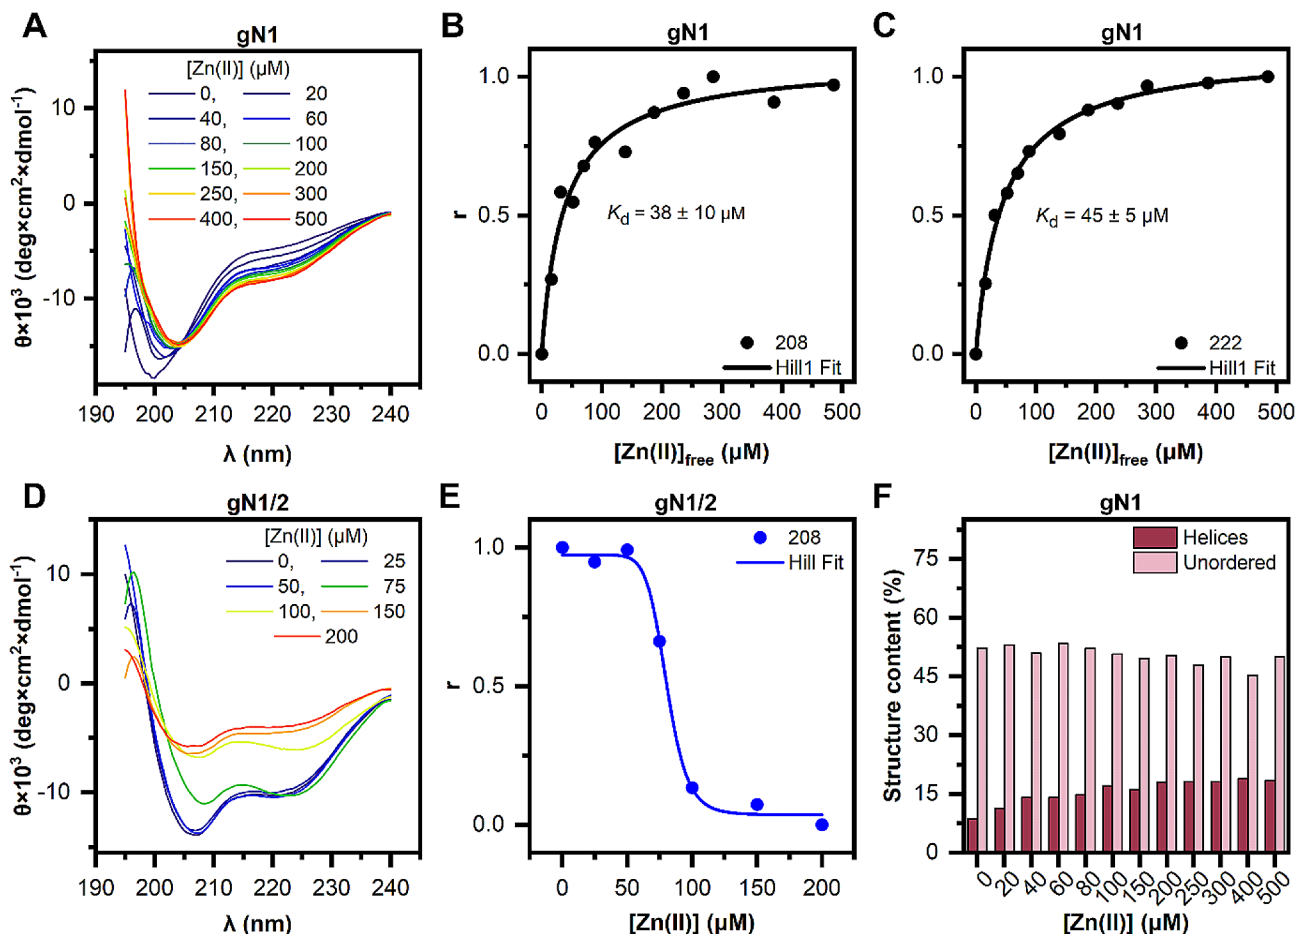 A
gN1
[Zn(II)] (µM)
0, 20
40, 60
80, 100
150, 200
250, 300
400, 500
10
0
-10
θ×10³ (deg×cm²×dmol⁻¹)
190 200 210 220 230 240
λ (nm)
B
gN1
r
1.0
0.5
0.0
K_d = 38 ± 10 µM
208
Hill1 Fit
0 100 200 300 400 500
[Zn(II)]free (µM)
C
gN1
r
1.0
0.5
0.0
K_d = 45 ± 5 µM
222
Hill1 Fit
0 100 200 300 400 500
[Zn(II)]free (µM)
D
gN1/2
[Zn(II)] (µM)
0, 25
50, 75
100, 150
200
10
0
-10
θ×10³ (deg×cm²×dmol⁻¹)
190 200 210 220 230 240
λ (nm)
E
gN1/2
r
1.0
0.5
0.0
208
Hill Fit
0 50 100 150 200
[Zn(II)] (µM)
F
gN1
Helices
Unordered
Structure content (%)
75
60
45
30
15
0
0 20 40 60 80 100 150 200 250 300 400 500
[Zn(II)] (µM)